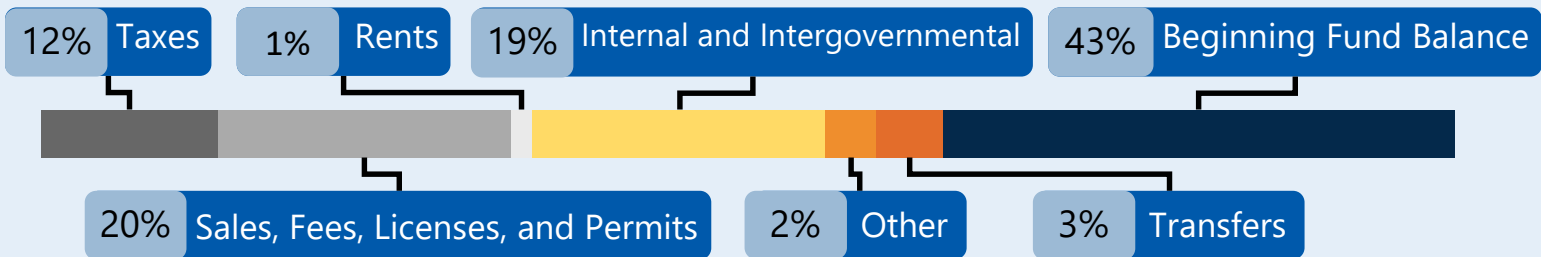 12% Taxes
1% Rents
19% Internal and Intergovernmental
43% Beginning Fund Balance
20% Sales, Fees, Licenses, and Permits
2% Other
3% Transfers